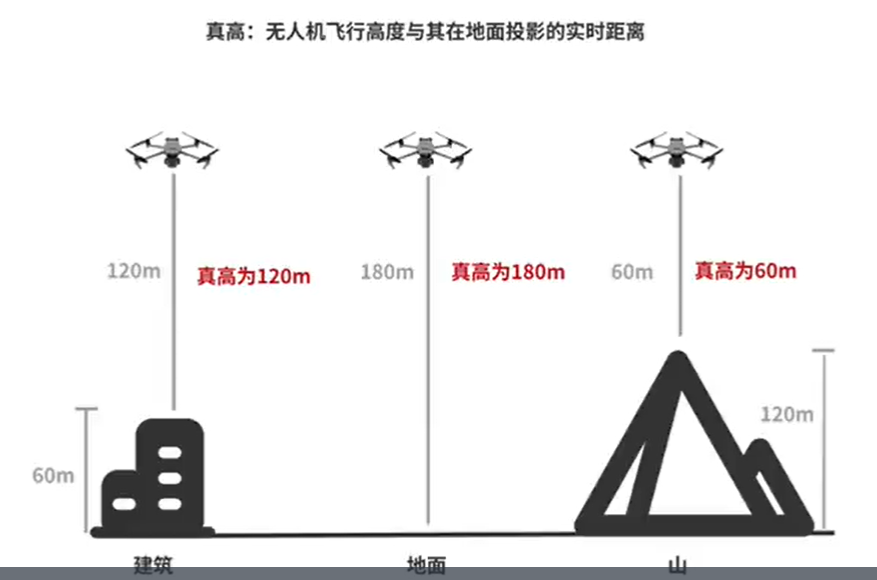 真高：无人机飞行高度与其在地面投影的实时距离
120m 真高为120m
180m 真高为180m
60m 真高为60m
120m
60m
建筑
地面
山